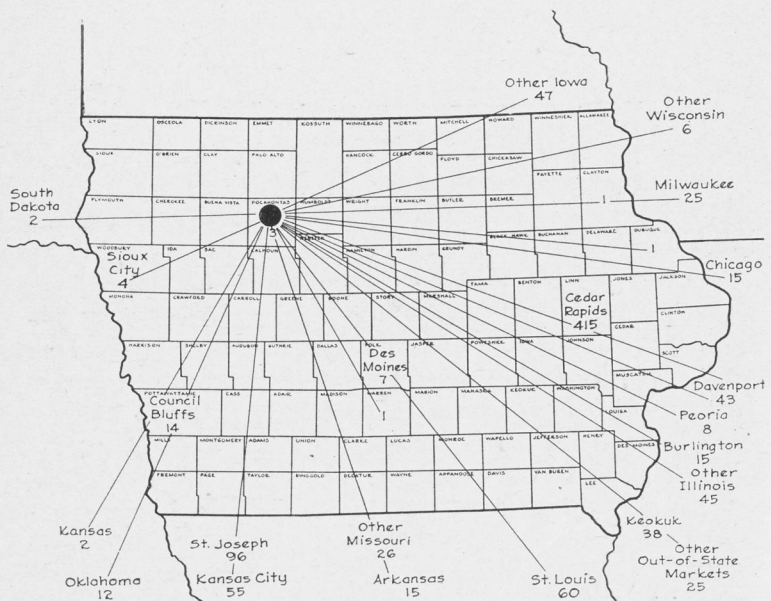 Other Iowa
47
Other
Wisconsin
6
LYON
OSCEOLA
DICKINSON
EMMET
KOSSUTH
WINNEBAGO
WORTH
MITCHELL
HOWARD
WINNESHIEK
ALLAMAKEE
SIOUX
O'BRIEN
CLAY
PALO ALTO
HANCOCK
CERRO GORDO
FLOYD
CHICKASAW
FAYETTE
CLAYTON
South
Dakota
2
PLYMOUTH
CHEROKEE
BUENA VISTA
POCAHONTAS
HUMBOLDT
WRIGHT
FRANKLIN
BUTLER
BREMER
1
Milwaukee
25
3
WEBSTER
BLACK HAWK
BUCHANAN
DELAWARE
DUBUQUE
1
WOODBURY
IDA
SAC
CALHOUN
HAMILTON
HARDIN
GRUNDY
Sioux
City
4
Chicago
15
TAMA
BENTON
LINN
JONES
JACKSON
MONONA
CRAWFORD
CARROLL
GREENE
BOONE
STORY
MARSHALL
Cedar
Rapids
415
CLINTON
CEDAR
HARRISON
SHELBY
AUDUBON
GUTHRIE
DALLAS
POLK
JASPER
POWESHIEK
IOWA
JOHNSON
SCOTT
Des
Moines
7
MUSCATINE
Davenport
43
POTTAWATTAMIE
CASS
ADAIR
MADISON
WARREN
MARION
MAHASKA
KEOKUK
WASHINGTON
LOUISA
Council
Bluffs
14
1
Peoria
8
MILLS
MONTGOMERY
ADAMS
UNION
CLARKE
LUCAS
MONROE
WAPELLO
JEFFERSON
HENRY
DES MOINES
Burlington
15
FREMONT
PAGE
TAYLOR
RINGGOLD
DECATUR
WAYNE
APPANOOSE
DAVIS
VAN BUREN
LEE
Other
Illinois
45
Kansas
2
St. Joseph
96
Other
Missouri
26
Keokuk
38
Other
Out-of-State
Markets
25
Oklahoma
12
Kansas City
55
Arkansas
15
St. Louis
60